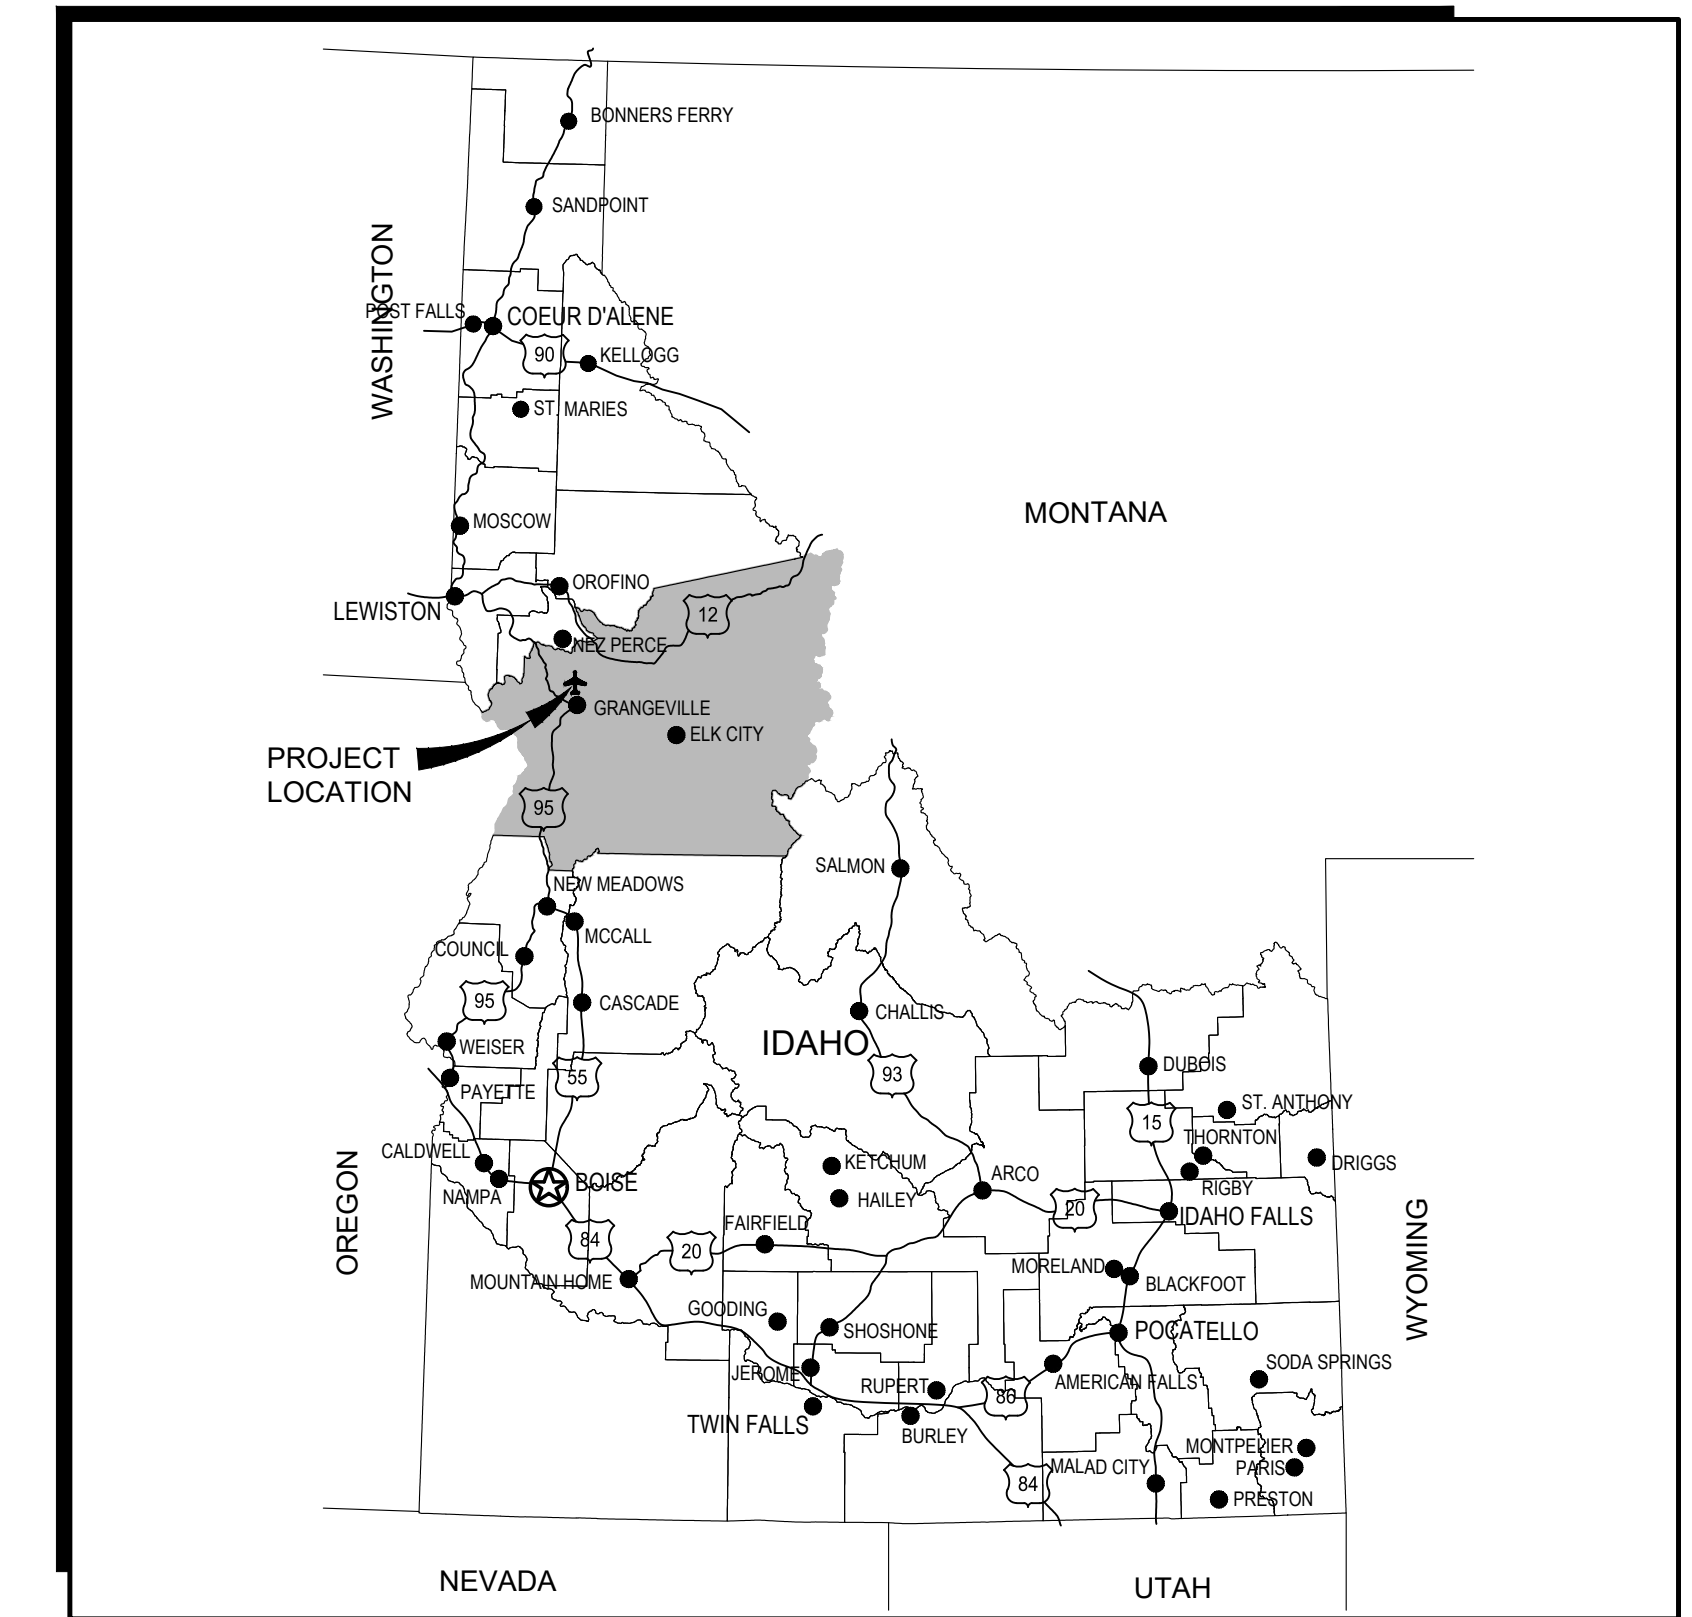 BONNERS FERRY
SANDPOINT
WASHINGTON
POST FALLS
COEUR D'ALENE
90
KELLOGG
ST. MARIES
MONTANA
MOSCOW
OROFINO
LEWISTON
12
NEZ PERCE
GRANGEVILLE
ELK CITY
PROJECT
LOCATION
95
SALMON
NEW MEADOWS
MCCALL
COUNCIL
95
CASCADE
CHALLIS
IDAHO
WEISER
55
93
DUBOIS
PAYETTE
ST. ANTHONY
15
THORNTON
CALDWELL
KETCHUM
DRIGGS
ARCO
BOISE
RIGBY
NAMPA
HAILEY
OREGON
20
IDAHO FALLS
FAIRFIELD
84
20
WYOMING
MORELAND
MOUNTAIN HOME
BLACKFOOT
GOODING
SHOSHONE
POCATELLO
SODA SPRINGS
JEROME
AMERICAN FALLS
RUPERT
86
TWIN FALLS
BURLEY
MONTPELIER
MALAD CITY
PARIS
84
PRESTON
NEVADA
UTAH